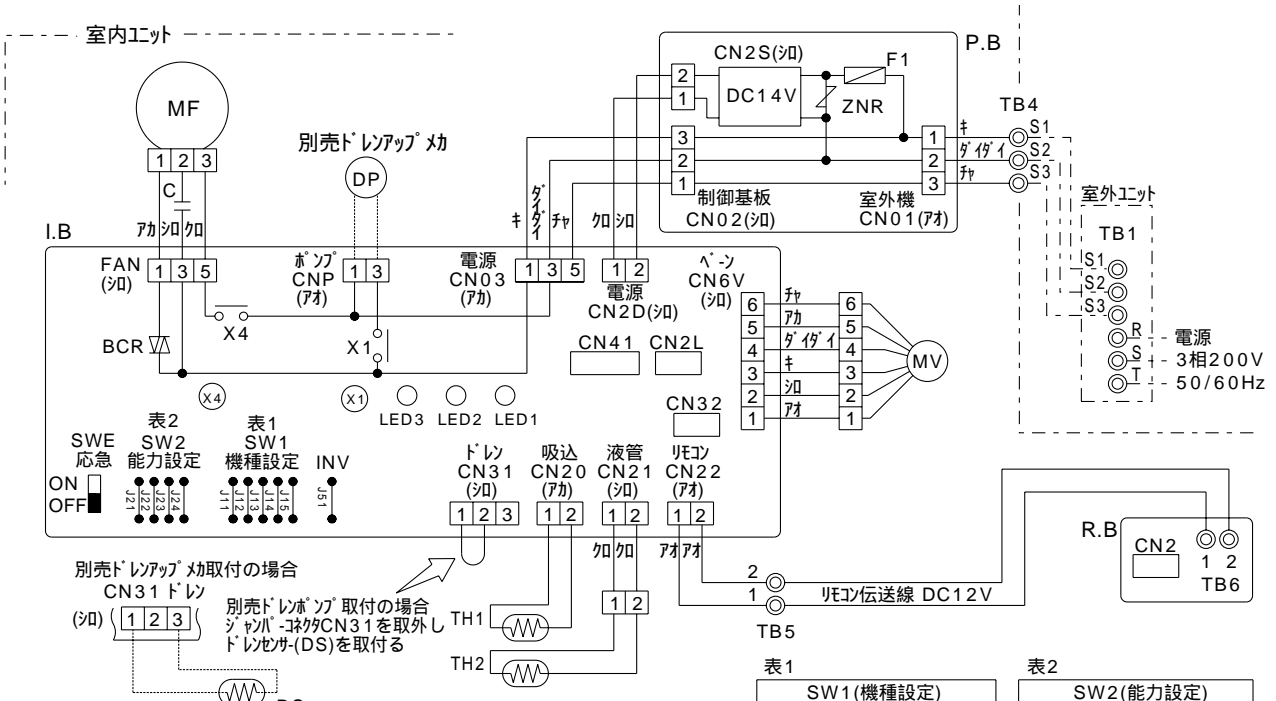 室内ユニット
P.B
CN2S(シロ)
F1
2
1
DC14V
ZNR
TB4
MF
1 2 3
C
アカ シロ クロ
別売ドレンアップメカ
DP
キ
ダイダイ
チャ
クロ シロ
3
2
1
制御基板
CN02(シロ)
1
2
3
室外機
CN01(アオ)
キ
ダイダイ
チャ
S1
S2
S3
室外ユニット
TB1
S1
S2
S3
R
S
T
電源
3相200V
50/60Hz
I.B
FAN
(シロ)
1 3 5
ポンプ
CNP
(アオ)
1 3
電源
CN03
(アカ)
1 3 5
1 2
電源
CN2D(シロ)
ベーン
CN6V
(シロ)
6 チャ 6
5 アカ 5
4 ダイダイ 4
3 キ 3
2 シロ 2
1 アオ 1
MV
X4
BCR
X1
CN41
CN2L
CN32
X4
X1
LED3 LED2 LED1
SWE
応急
ON
OFF
表2
SW2
能力設定
J21
J22
J23
J24
表1
SW1
機種設定
J11
J12
J13
J14
J15
INV
J51
ドレン
CN31
(シロ)
1 2 3
吸込
CN20
(アカ)
1 2
液管
CN21
(シロ)
1 2
リモコン
CN22
(アオ)
1 2
クロ クロ
アオ アオ
1 2
2
1
TB5
リモコン伝送線 DC12V
R.B
CN2
1 2
TB6
別売ドレンアップメカ取付の場合
CN31 ドレン
(シロ)
1 2 3
別売ドレンポンプ取付の場合
ジャンパーコネクタCN31を取外し
ドレンセンサー(DS)を取付る
TH1
TH2
表1
SW1(機種設定)
表2
SW2(能力設定)